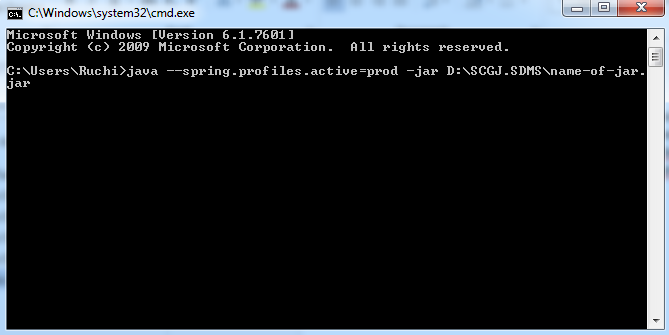 C:\Windows\system32\cmd.exe
Microsoft Windows [Version 6.1.7601]
Copyright (c) 2009 Microsoft Corporation.  All rights reserved.
C:\Users\Ruchi>java --spring.profiles.active=prod -jar D:\SCGJ.SDMS\name-of-jar.
jar